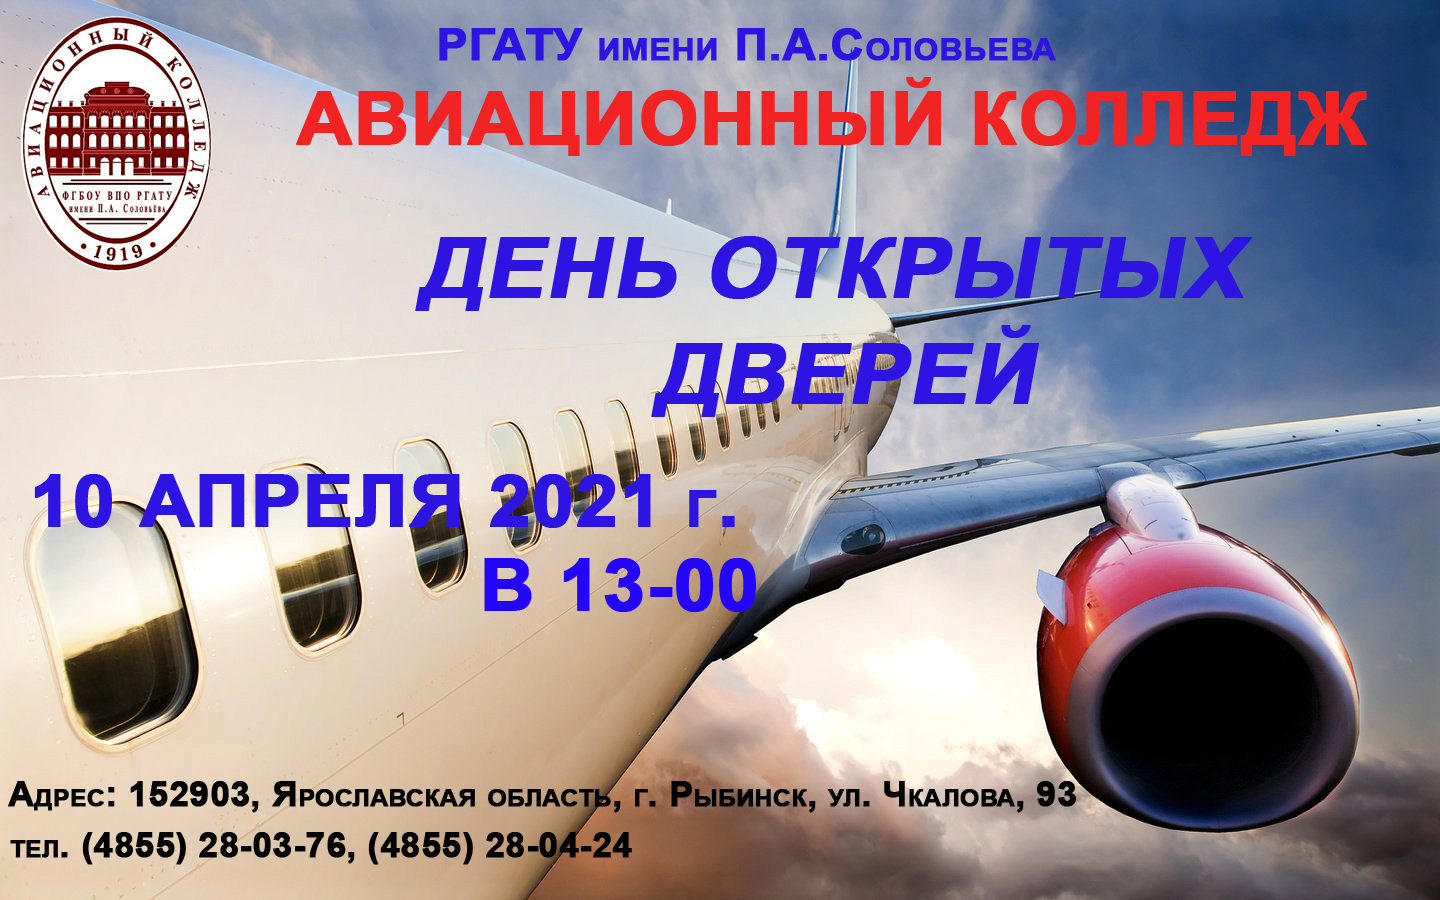 АВИАЦИОННЫЙ КОЛЛЕДЖ
ФГБОУ ВПО РГАТУ
имени П.А. Соловьёва
• 1919 •
РГАТУ имени П.А.Соловьева
АВИАЦИОННЫЙ КОЛЛЕДЖ
ДЕНЬ ОТКРЫТЫХ
ДВЕРЕЙ
10 АПРЕЛЯ 2021 г.
В 13-00
Адрес: 152903, Ярославская область, г. Рыбинск, ул. Чкалова, 93
тел. (4855) 28-03-76, (4855) 28-04-24